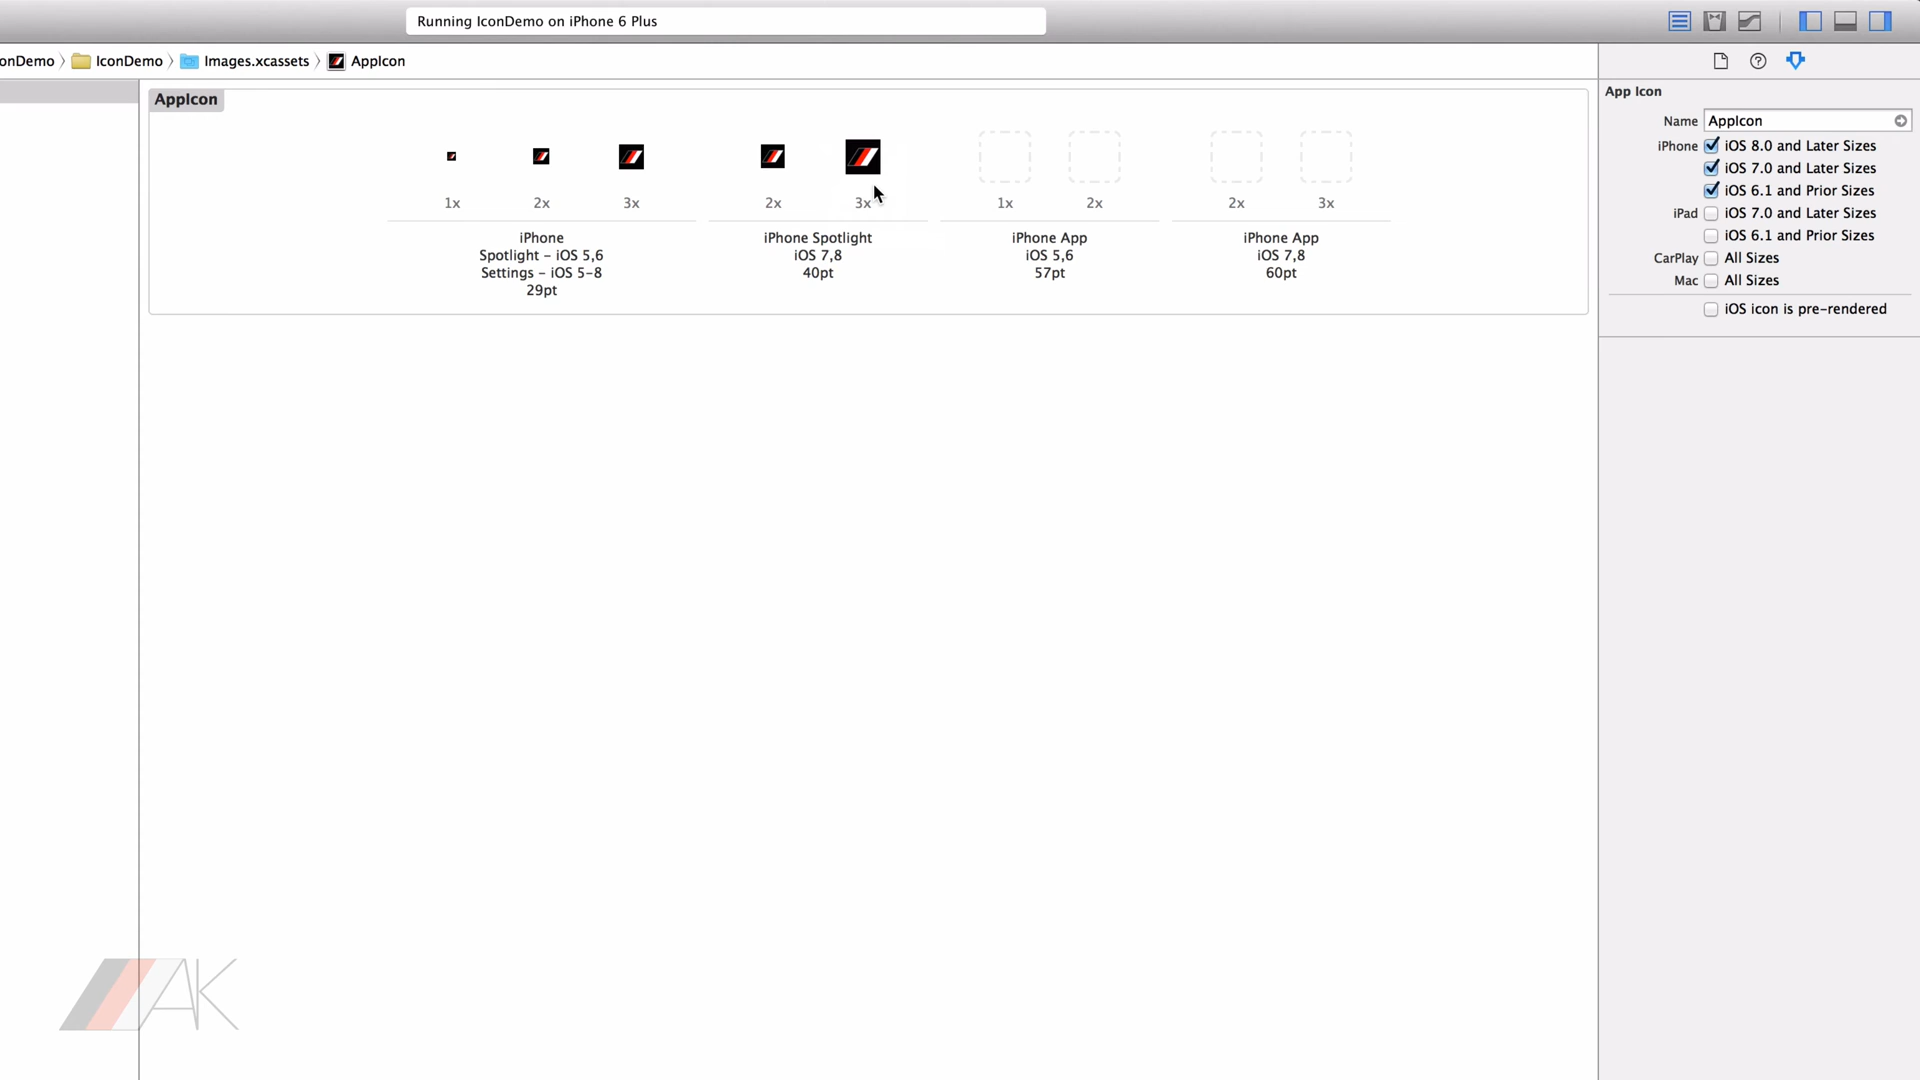 Running IconDemo on iPhone 6 Plus
onDemo 〉 IconDemo 〉 Images.xcassets 〉 AppIcon
AppIcon
1x 2x 3x
iPhone
Spotlight – iOS 5,6
Settings – iOS 5–8
29pt
2x 3x
iPhone Spotlight
iOS 7,8
40pt
1x 2x
iPhone App
iOS 5,6
57pt
2x 3x
iPhone App
iOS 7,8
60pt
App Icon
Name AppIcon
iPhone iOS 8.0 and Later Sizes
iOS 7.0 and Later Sizes
iOS 6.1 and Prior Sizes
iPad iOS 7.0 and Later Sizes
iOS 6.1 and Prior Sizes
CarPlay All Sizes
Mac All Sizes
iOS icon is pre-rendered
AK